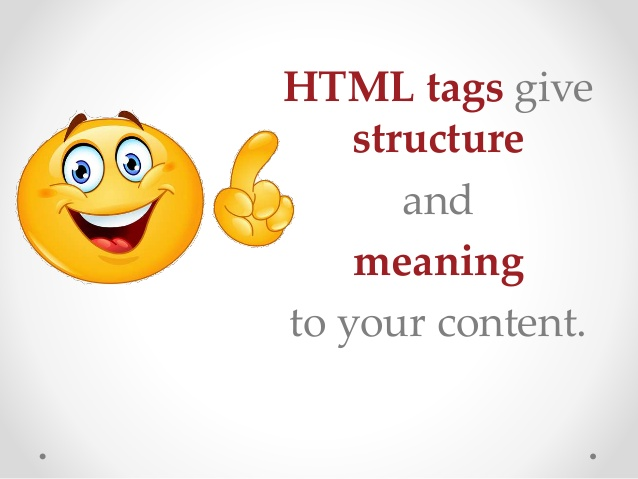 HTML tags give
structure
and
meaning
to your content.